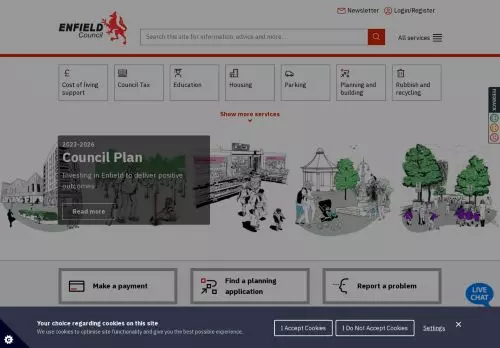 Newsletter
Login/Register
ENFIELD
Council
Search this site for information, advice and more...
All services
Cost of living
support
Council Tax
Education
Housing
Parking
Planning and
building
Rubbish and
recycling
FEEDBACK
Show more services
2023-2026
Council Plan
Investing in Enfield to deliver positive
outcomes
Read more
Make a payment
Find a planning
application
Report a problem
LIVE
CHAT
Your choice regarding cookies on this site
We use cookies to optimise site functionality and give you the best possible experience.
I Accept Cookies
I Do Not Accept Cookies
Settings